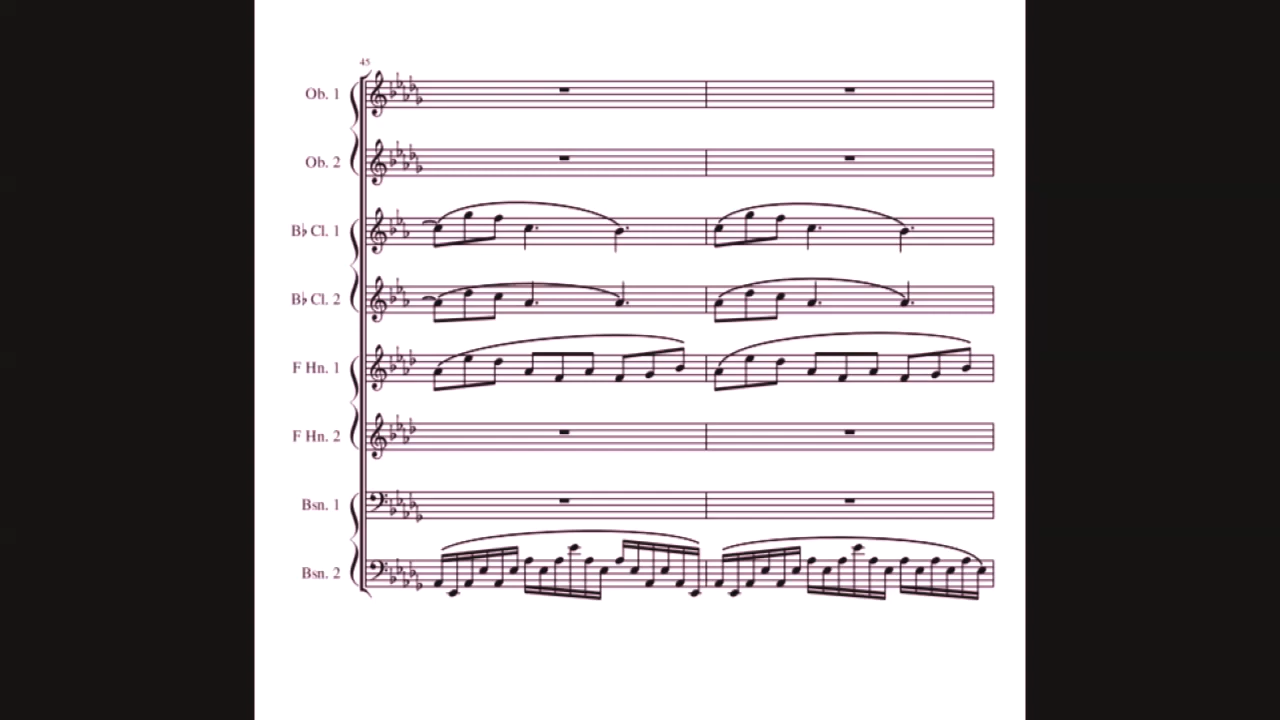 45
Ob. 1
Ob. 2
B♭ Cl. 1
B♭ Cl. 2
F Hn. 1
F Hn. 2
Bsn. 1
Bsn. 2